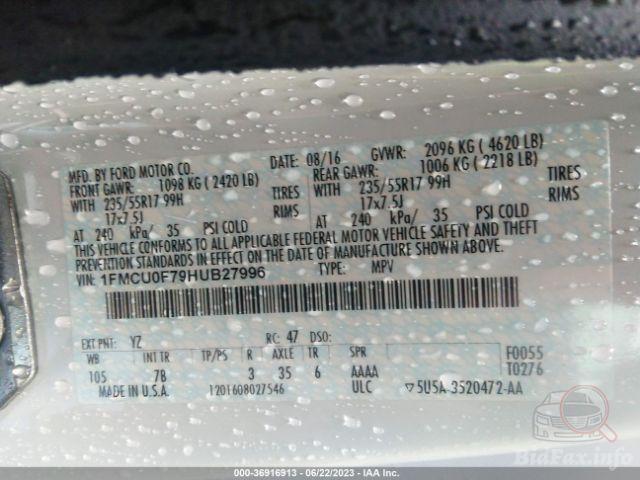 MFD. BY FORD MOTOR CO.
DATE: 08/16 GVWR: 2096 KG ( 4620 LB)
FRONT GAWR: 1098 KG ( 2420 LB) REAR GAWR: 1006 KG ( 2218 LB)
WITH 235/55R17 99H TIRES WITH 235/55R17 99H TIRES
17x7.5J RIMS 17x7.5J RIMS
AT 240 kPa/ 35 PSI COLD AT 240 kPa/ 35 PSI COLD
THIS VEHICLE CONFORMS TO ALL APPLICABLE FEDERAL MOTOR VEHICLE SAFETY AND THEFT
PREVENTION STANDARDS IN EFFECT ON THE DATE OF MANUFACTURE SHOWN ABOVE.
VIN: 1FMCU0F79HUB27996 TYPE: MPV
EXT PNT: YZ RC: 47 DSO:
WB INT TR TP/PS R AXLE TR SPR F0055
105 7B 3 35 6 AAAA T0276
MADE IN U.S.A. 1201608027546 ULC ▽5U5A-3520472-AA
000-36916913 - 06/22/2023 - IAA Inc.
BidFax.info